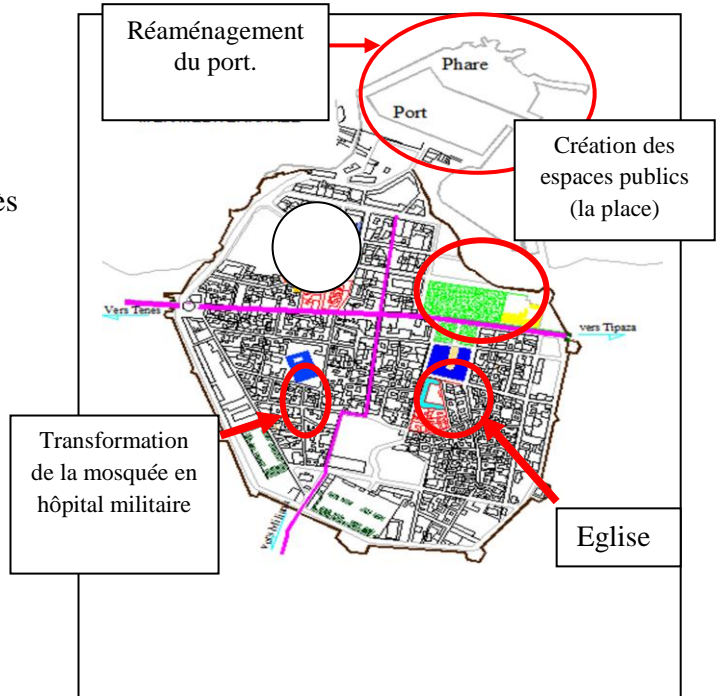 Réaménagement
du port.
Phare
Port
Création des
espaces publics
(la place)
ès
Vers Tenes
vers Tipaza
Transformation
de la mosquée en
hôpital militaire
Eglise